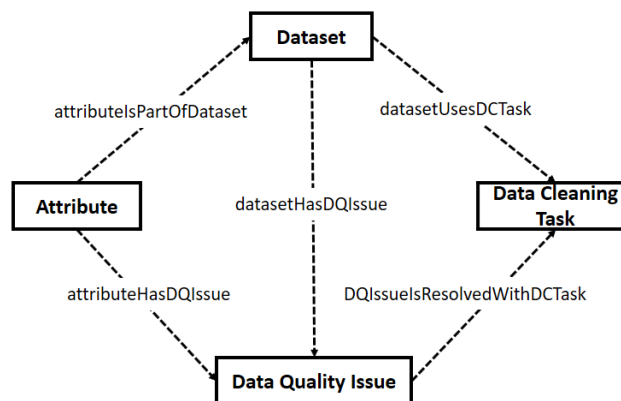 Dataset
attributeIsPartOfDataset
datasetUsesDCTask
Attribute
datasetHasDQIssue
Data Cleaning
Task
attributeHasDQIssue
DQIssueIsResolvedWithDCTask
Data Quality Issue